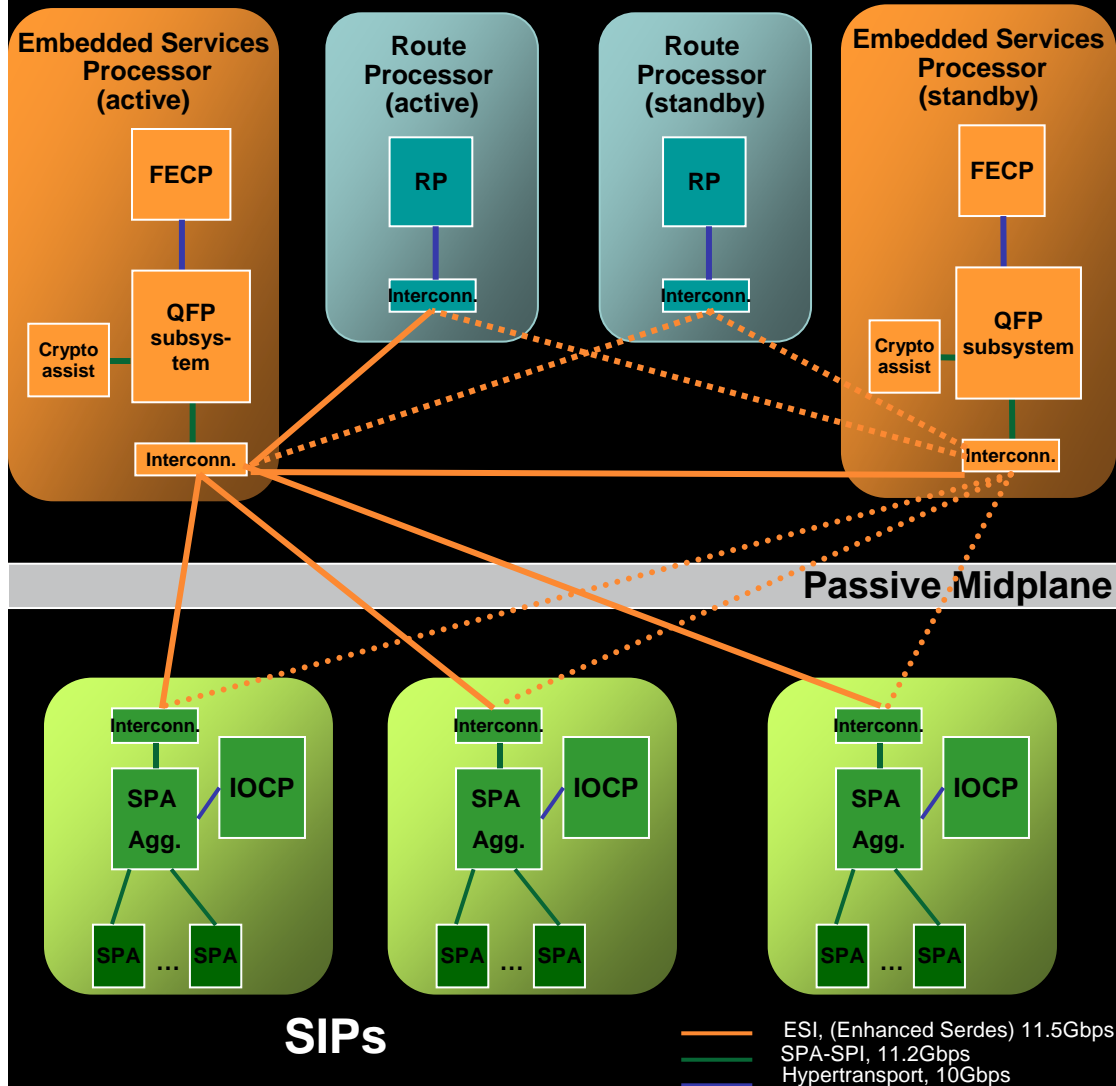 Embedded Services
Processor
(active)
Route
Processor
(active)
Route
Processor
(standby)
Embedded Services
Processor
(standby)
FECP
RP
RP
FECP
Interconn.
Interconn.
QFP
subsys-
tem
Crypto
assist
Interconn.
QFP
subsystem
Crypto
assist
Interconn.
Passive Midplane
Interconn.
SPA
Agg.
IOCP
SPA
...
SPA
Interconn.
SPA
Agg.
IOCP
SPA
...
SPA
Interconn.
SPA
Agg.
IOCP
SPA
...
SPA
SIPs
ESI, (Enhanced Serdes) 11.5Gbps
SPA-SPI, 11.2Gbps
Hypertransport, 10Gbps